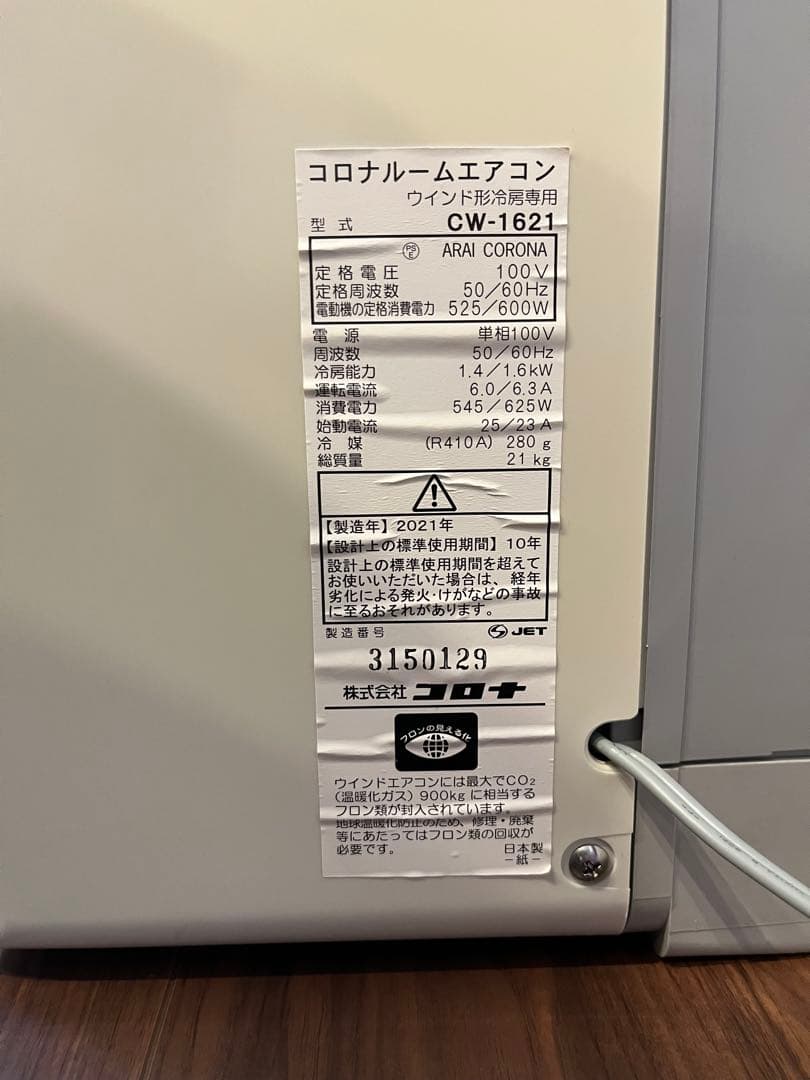 コロナルームエアコン
ウインド形冷房専用
型式 CW-1621
PSE ARAI CORONA
定格電圧 100V
定格周波数 50/60Hz
電動機の定格消費電力 525/600W
電源 単相100V
周波数 50/60Hz
冷房能力 1.4/1.6kW
運転電流 6.0/6.3A
消費電力 545/625W
始動電流 25/23A
冷媒 (R410A) 280g
総質量 21kg
【製造年】2021年
【設計上の標準使用期間】10年
設計上の標準使用期間を超えて
お使いいただいた場合は、経年
劣化による発火・けがなどの事故
に至るおそれがあります。
製造番号 JET
3150129
株式会社コロナ
フロンの見える化
ウインドエアコンには最大でCO₂
(温暖化ガス)900kgに相当する
フロン類が封入されています。
地球温暖化防止のため、修理・廃棄
等にあたってはフロン類の回収が
必要です。 日本製
-紙-